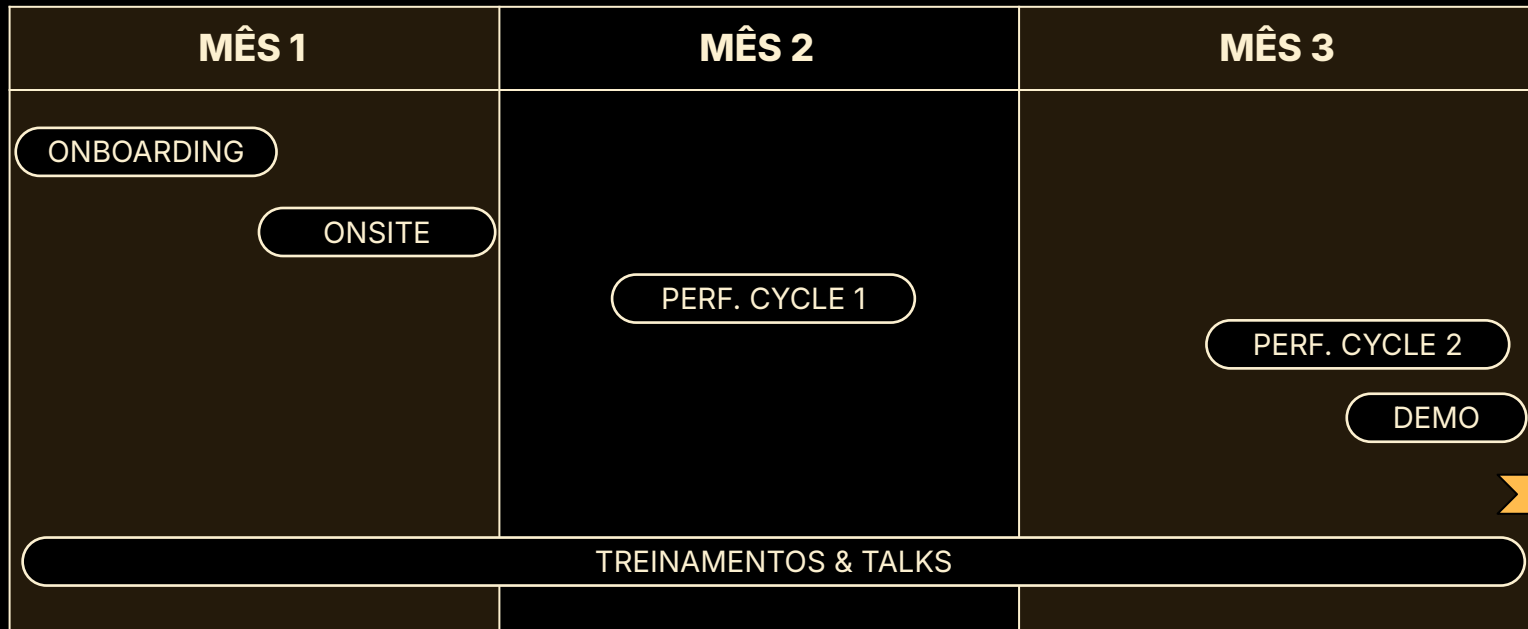 MÊS 1
MÊS 2
MÊS 3
ONBOARDING
ONSITE
PERF. CYCLE 1
PERF. CYCLE 2
DEMO
TREINAMENTOS & TALKS